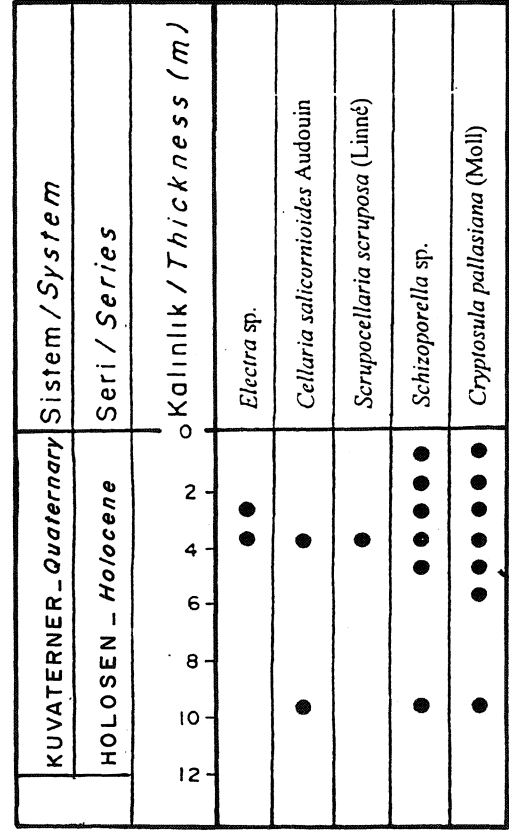 Sistem / System
KUVATERNER _ Quaternary
Seri / Series
HOLOSEN _ Holocene
Kalınlık / Thickness (m)
0
2
4
6
8
10
12
Electra sp.
Cellaria salicornioides Audouin
Scrupocellaria scruposa (Linné)
Schizoporella sp.
Cryptosula pallasiana (Moll)